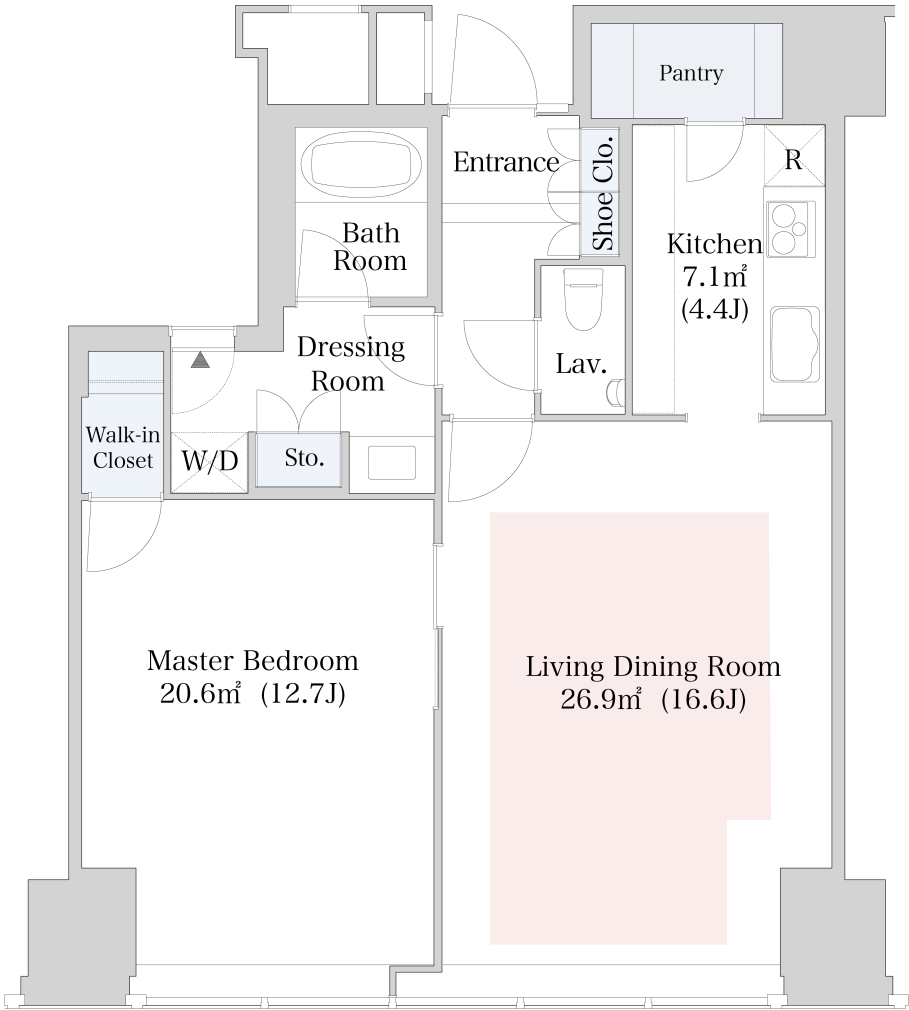 Pantry
Entrance
Shoe Clo.
R
Bath
Room
Kitchen
7.1㎡
(4.4J)
Dressing
Room
Lav.
Walk-in
Closet
W/D
Sto.
Master Bedroom
20.6㎡ (12.7J)
Living Dining Room
26.9㎡ (16.6J)